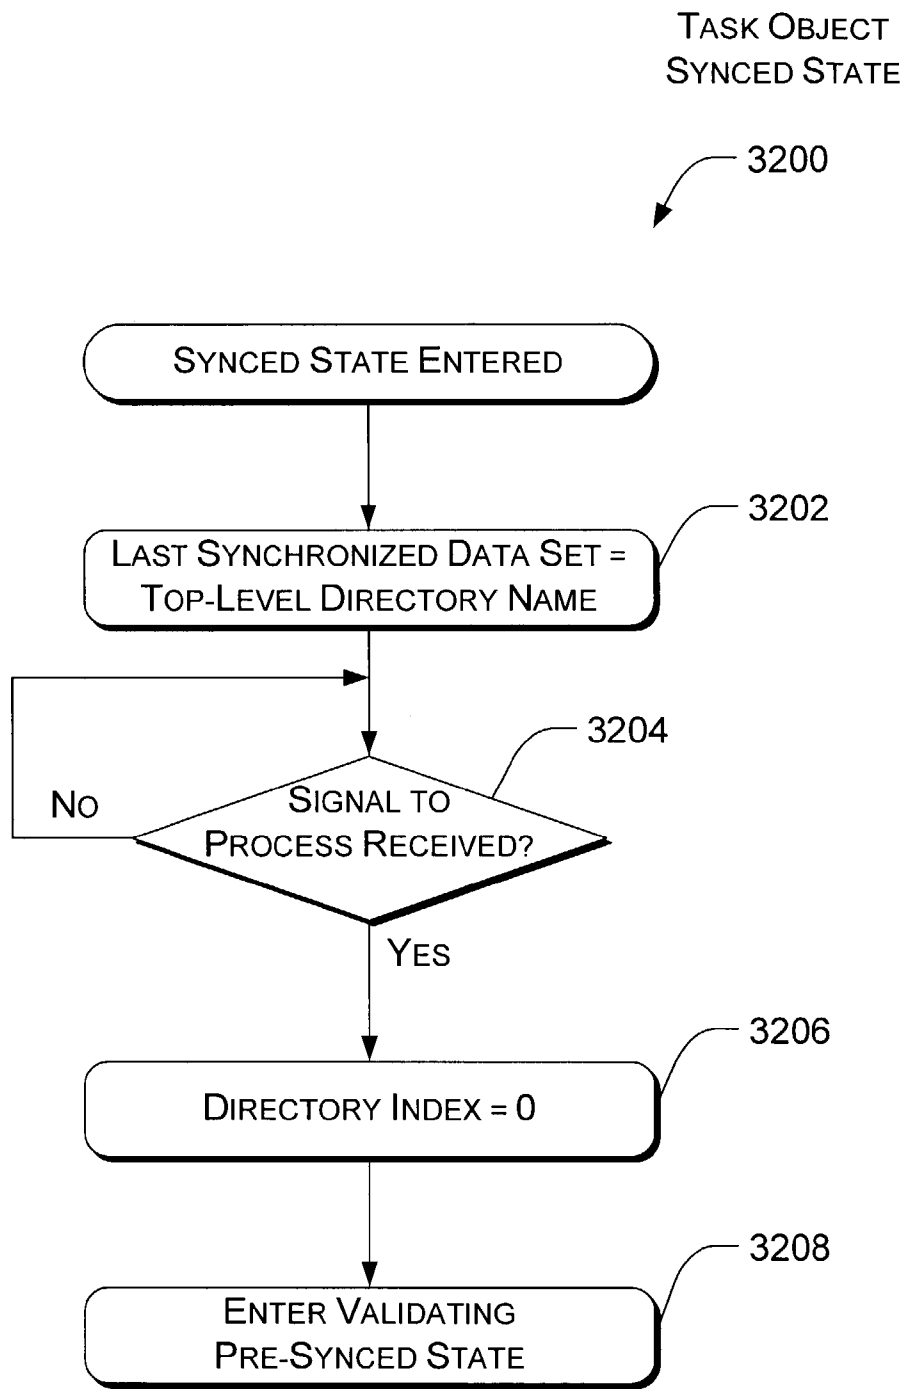 TASK OBJECT
SYNCED STATE
3200
SYNCED STATE ENTERED
3202
LAST SYNCHRONIZED DATA SET =
TOP-LEVEL DIRECTORY NAME
3204
SIGNAL TO
PROCESS RECEIVED?
NO
YES
3206
DIRECTORY INDEX = 0
3208
ENTER VALIDATING
PRE-SYNCED STATE